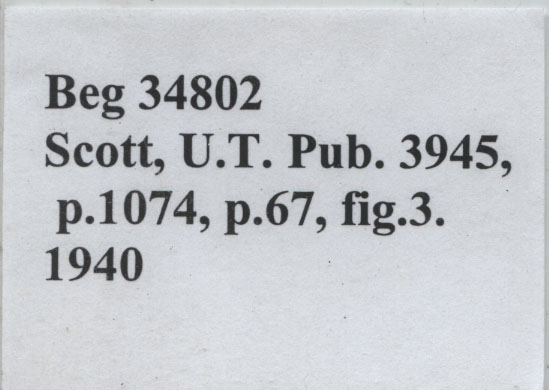 Beg 34802
Scott, U.T. Pub. 3945,
p.1074, p.67, fig.3.
1940